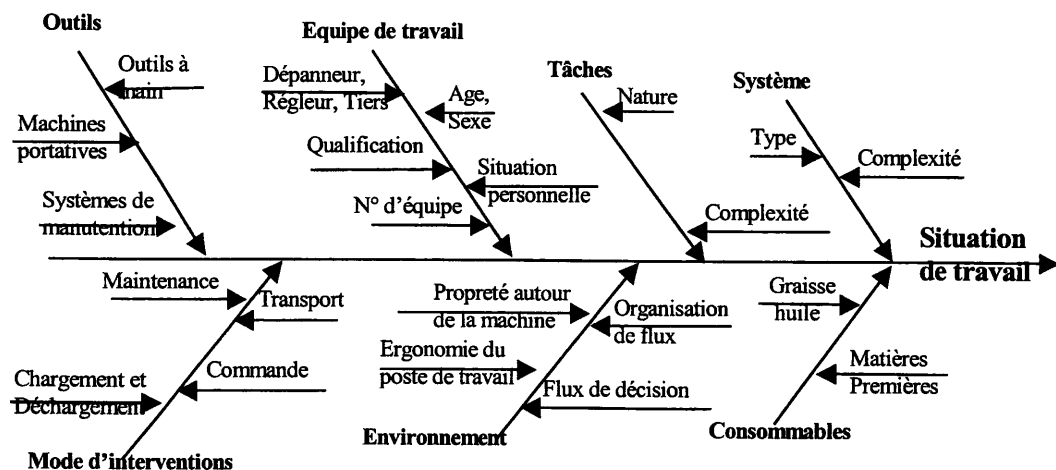 Outils
Outils à
main
Machines
portatives
Systèmes de
manutention
Equipe de travail
Dépanneur,
Régleur, Tiers
Age,
Sexe
Qualification
Situation
personnelle
N° d'équipe
Tâches
Nature
Complexité
Système
Type
Complexité
Situation
de travail
Maintenance
Transport
Commande
Chargement et
Déchargement
Mode d'interventions
Propreté autour
de la machine
Organisation
de flux
Ergonomie du
poste de travail
Flux de décision
Environnement
Graisse
huile
Matières
Premières
Consommables